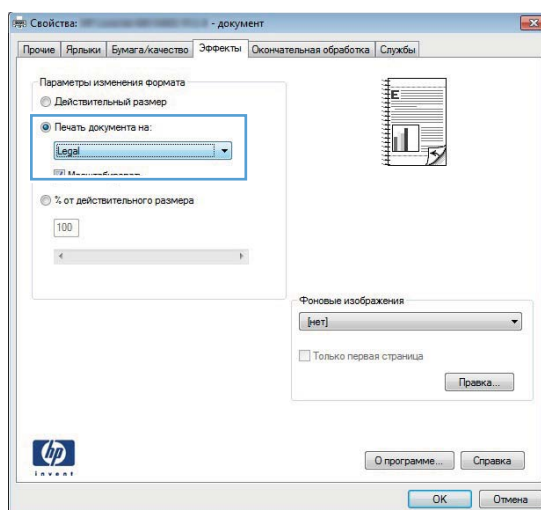 Свойства: - документ
Прочие Ярлыки Бумага/качество Эффекты Окончательная обработка Службы
Параметры изменения формата
Действительный размер
Печать документа на:
Legal
% от действительного размера
100
E
Фоновые изображения
[нет]
Только первая страница
Правка...
hp
invent
О программе... Справка
OK Отмена